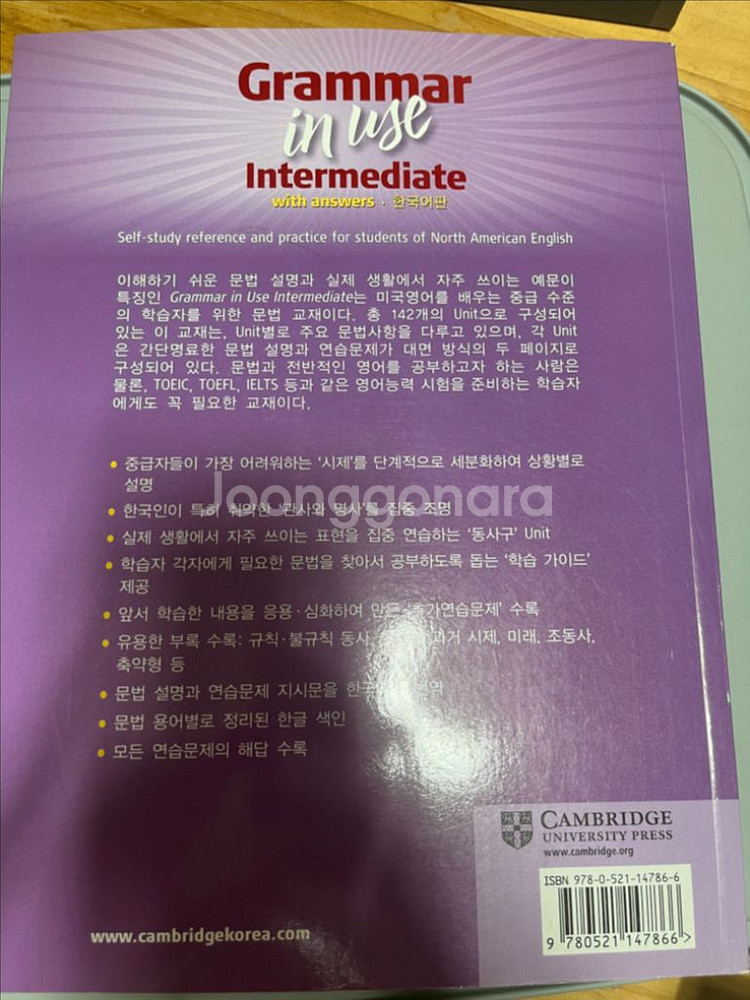 Grammar
in use
Intermediate
with answers · 한국어판
Self-study reference and practice for students of North American English
이해하기 쉬운 문법 설명과 실제 생활에서 자주 쓰이는 예문이
특징인 Grammar in Use Intermediate는 미국영어를 배우는 중급 수준
의 학습자를 위한 문법 교재이다. 총 142개의 Unit으로 구성되어
있는 이 교재는, Unit별로 주요 문법사항을 다루고 있으며, 각 Unit
은 간단명료한 문법 설명과 연습문제가 대면 방식의 두 페이지로
구성되어 있다. 문법과 전반적인 영어를 공부하고자 하는 사람은
물론, TOEIC, TOEFL, IELTS 등과 같은 영어능력 시험을 준비하는 학습자
에게도 꼭 필요한 교재이다.
• 중급자들이 가장 어려워하는 '시제'를 단계적으로 세분화하여 상황별로
설명
• 한국인이 특히 취약한 '관사와 명사'를 집중 조명
• 실제 생활에서 자주 쓰이는 표현을 집중 연습하는 '동사구' Unit
• 학습자 각자에게 필요한 문법을 찾아서 공부하도록 돕는 '학습 가이드'
제공
• 앞서 학습한 내용을 응용·심화하여 만든 '추가연습문제' 수록
• 유용한 부록 수록: 규칙·불규칙 동사, 시제, 미래, 조동사,
축약형 등
• 문법 설명과 연습문제 지시문을
• 문법 용어별로 정리된 한글 색인
• 모든 연습문제의 해답 수록
Joonggonara
CAMBRIDGE
UNIVERSITY PRESS
www.cambridge.org
ISBN 978-0-521-14786-6
9 780521 147866 >
www.cambridgekorea.com